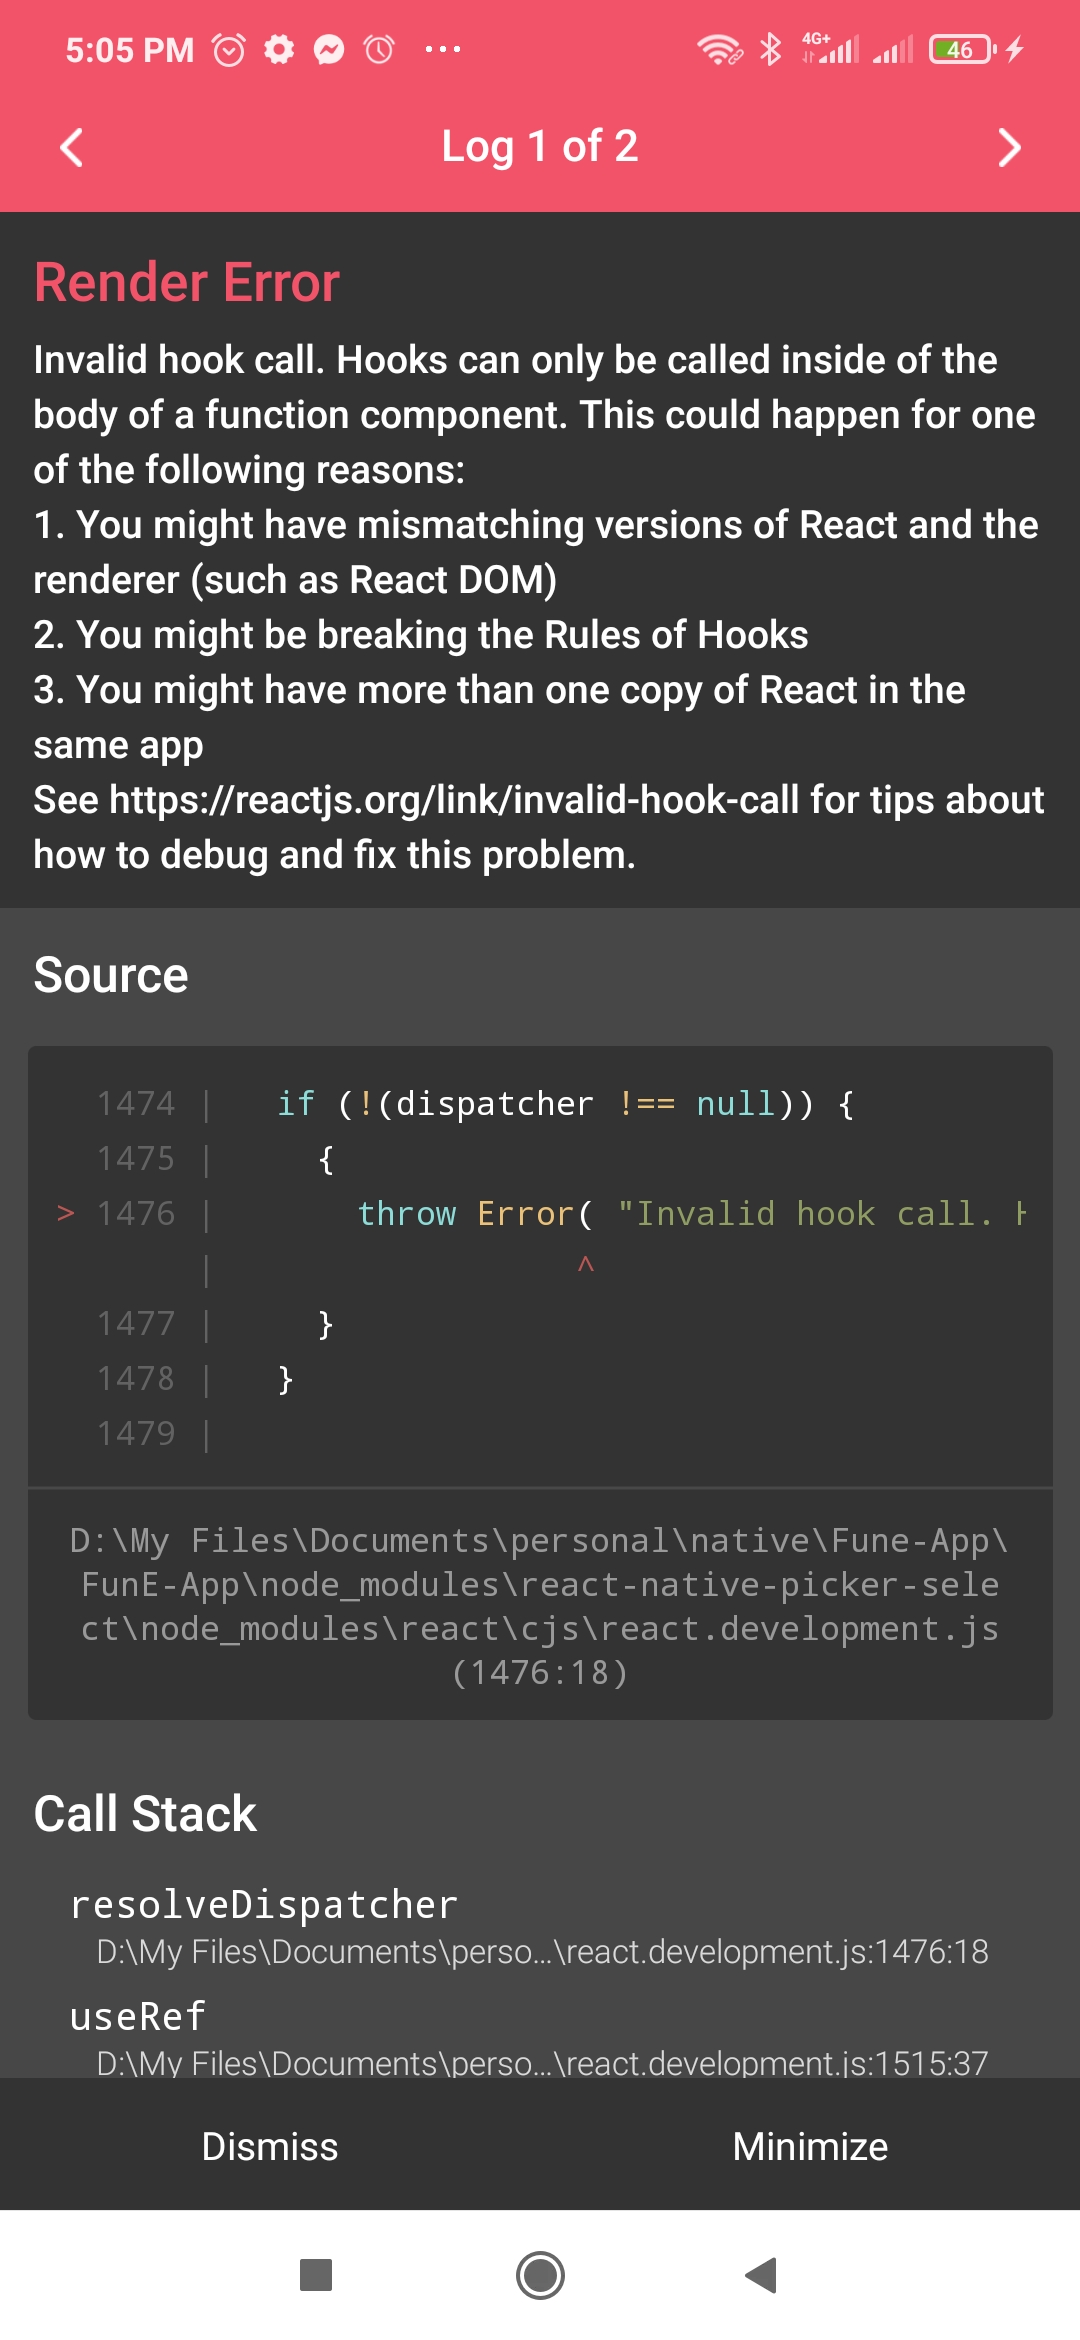 5:05 PM
4G+
46
Log 1 of 2
Render Error
Invalid hook call. Hooks can only be called inside of the
body of a function component. This could happen for one
of the following reasons:
1. You might have mismatching versions of React and the
renderer (such as React DOM)
2. You might be breaking the Rules of Hooks
3. You might have more than one copy of React in the
same app
See https://reactjs.org/link/invalid-hook-call for tips about
how to debug and fix this problem.
Source
1474 |   if (!(dispatcher !== null)) {
1475 |     {
> 1476 |       throw Error( "Invalid hook call.
|                  ^
1477 |     }
1478 |   }
1479 |
D:\My Files\Documents\personal\native\Fune-App\
FunE-App\node_modules\react-native-picker-sele
ct\node_modules\react\cjs\react.development.js
(1476:18)
Call Stack
resolveDispatcher
D:\My Files\Documents\perso...\react.development.js:1476:18
useRef
D:\My Files\Documents\perso...\react.development.js:1515:37
Dismiss
Minimize